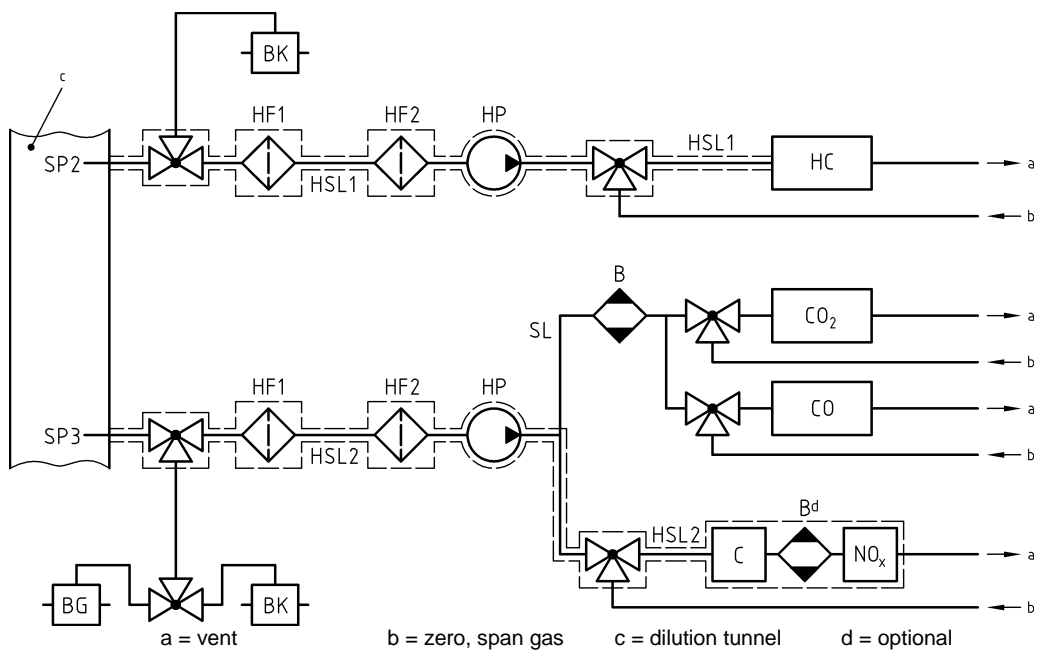 BK
c
HF1 HF2 HP HSL1
SP2 HC a
HSL1
b
B
CO2 a
SL
b
HF1 HF2 HP CO a
SP3
HSL2 b
Bd
HSL2
C NOx a
BG BK b
a = vent b = zero, span gas c = dilution tunnel d = optional